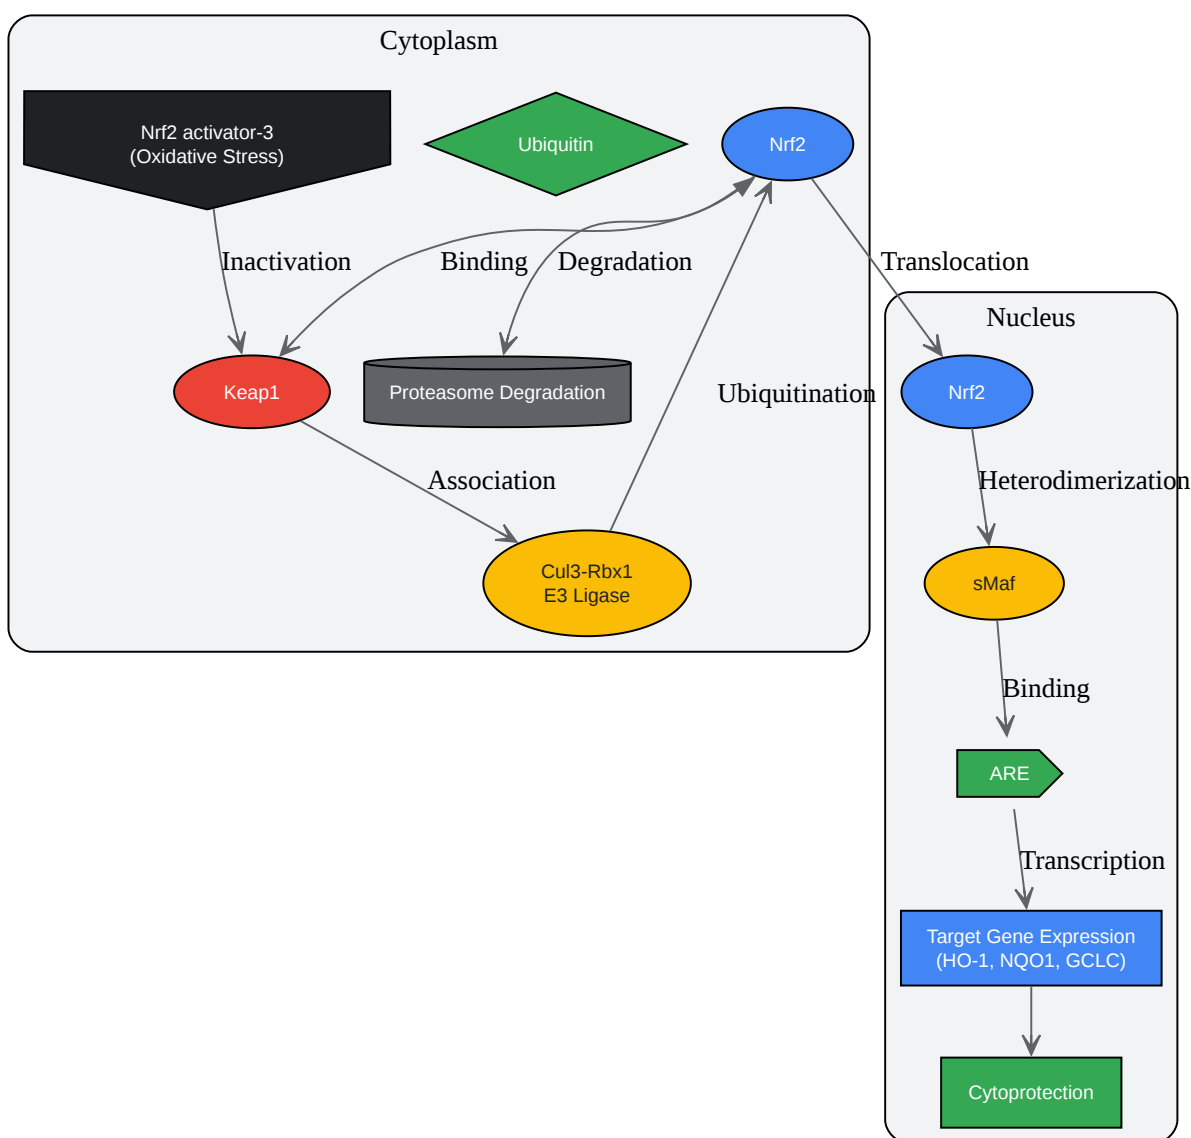 Cytoplasm
Nrf2 activator-3
(Oxidative Stress)
Ubiquitin
Nrf2
Inactivation
Binding
Degradation
Translocation
Nucleus
Keap1
Proteasome Degradation
Ubiquitination
Nrf2
Association
Heterodimerization
Cul3-Rbx1
E3 Ligase
sMaf
Binding
ARE
Transcription
Target Gene Expression
(HO-1, NQO1, GCLC)
Cytoprotection